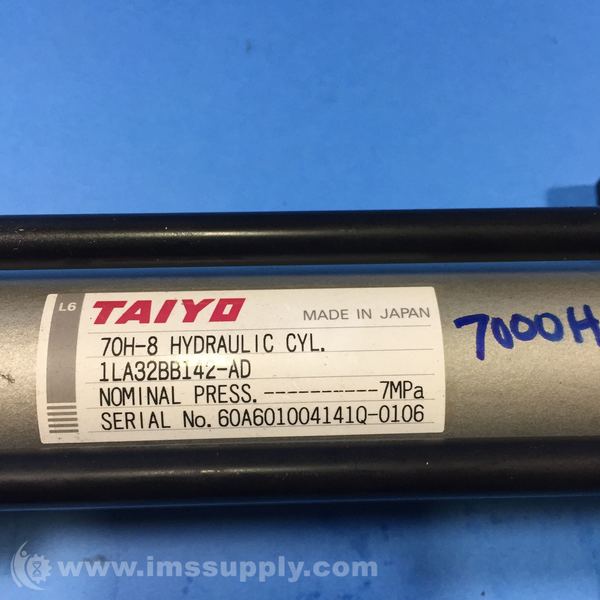 L6
TAIYO
MADE IN JAPAN
70H-8 HYDRAULIC CYL.
1LA32BB142-AD
NOMINAL PRESS.----------7MPa
SERIAL No.60A601004141Q-0106
7000H
www.imssupply.com